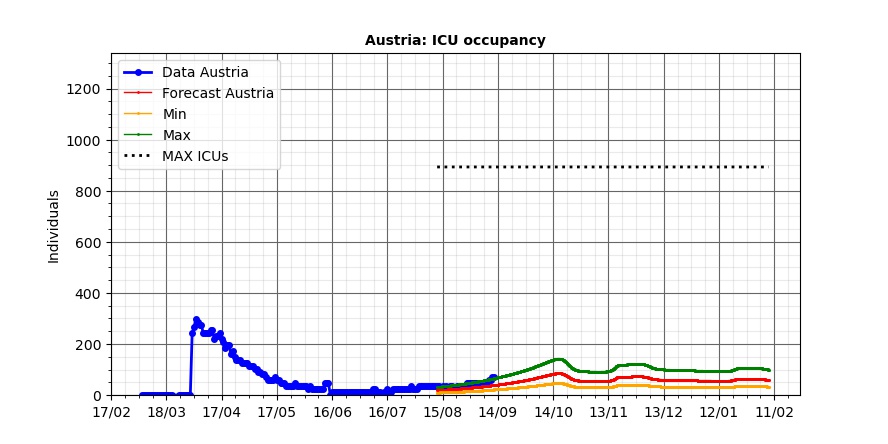 Austria: ICU occupancy
Data Austria
Forecast Austria
Min
Max
MAX ICUs
Individuals
1200
1000
800
600
400
200
0
17/02 18/03 17/04 17/05 16/06 16/07 15/08 14/09 14/10 13/11 13/12 12/01 11/02